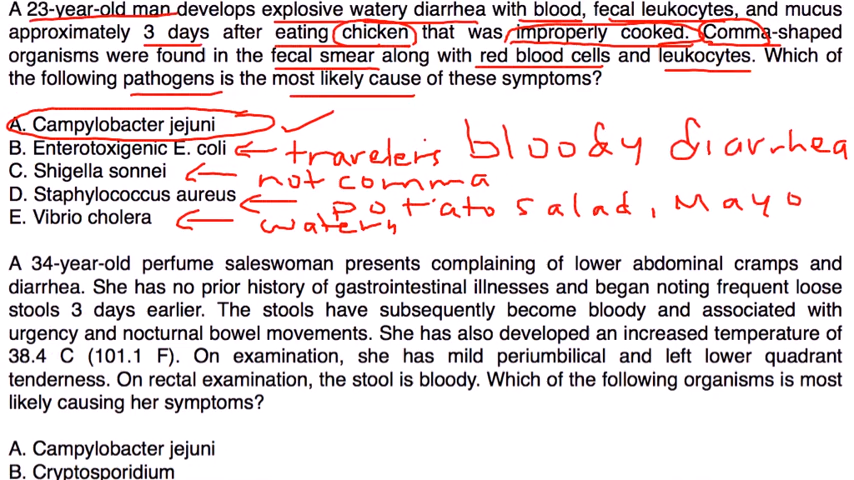 A 23-year-old man develops explosive watery diarrhea with blood, fecal leukocytes, and mucus
approximately 3 days after eating chicken that was improperly cooked. Comma-shaped
organisms were found in the fecal smear along with red blood cells and leukocytes. Which of
the following pathogens is the most likely cause of these symptoms?
A. Campylobacter jejuni
B. Enterotoxigenic E. coli ← travelers bloody diarrhea
C. Shigella sonnei ← not comma
D. Staphylococcus aureus ← potato salad, Mayo
E. Vibrio cholera ← watery
A 34-year-old perfume saleswoman presents complaining of lower abdominal cramps and
diarrhea. She has no prior history of gastrointestinal illnesses and began noting frequent loose
stools 3 days earlier. The stools have subsequently become bloody and associated with
urgency and nocturnal bowel movements. She has also developed an increased temperature of
38.4 C (101.1 F). On examination, she has mild periumbilical and left lower quadrant
tenderness. On rectal examination, the stool is bloody. Which of the following organisms is most
likely causing her symptoms?
A. Campylobacter jejuni
B. Cryptosporidium